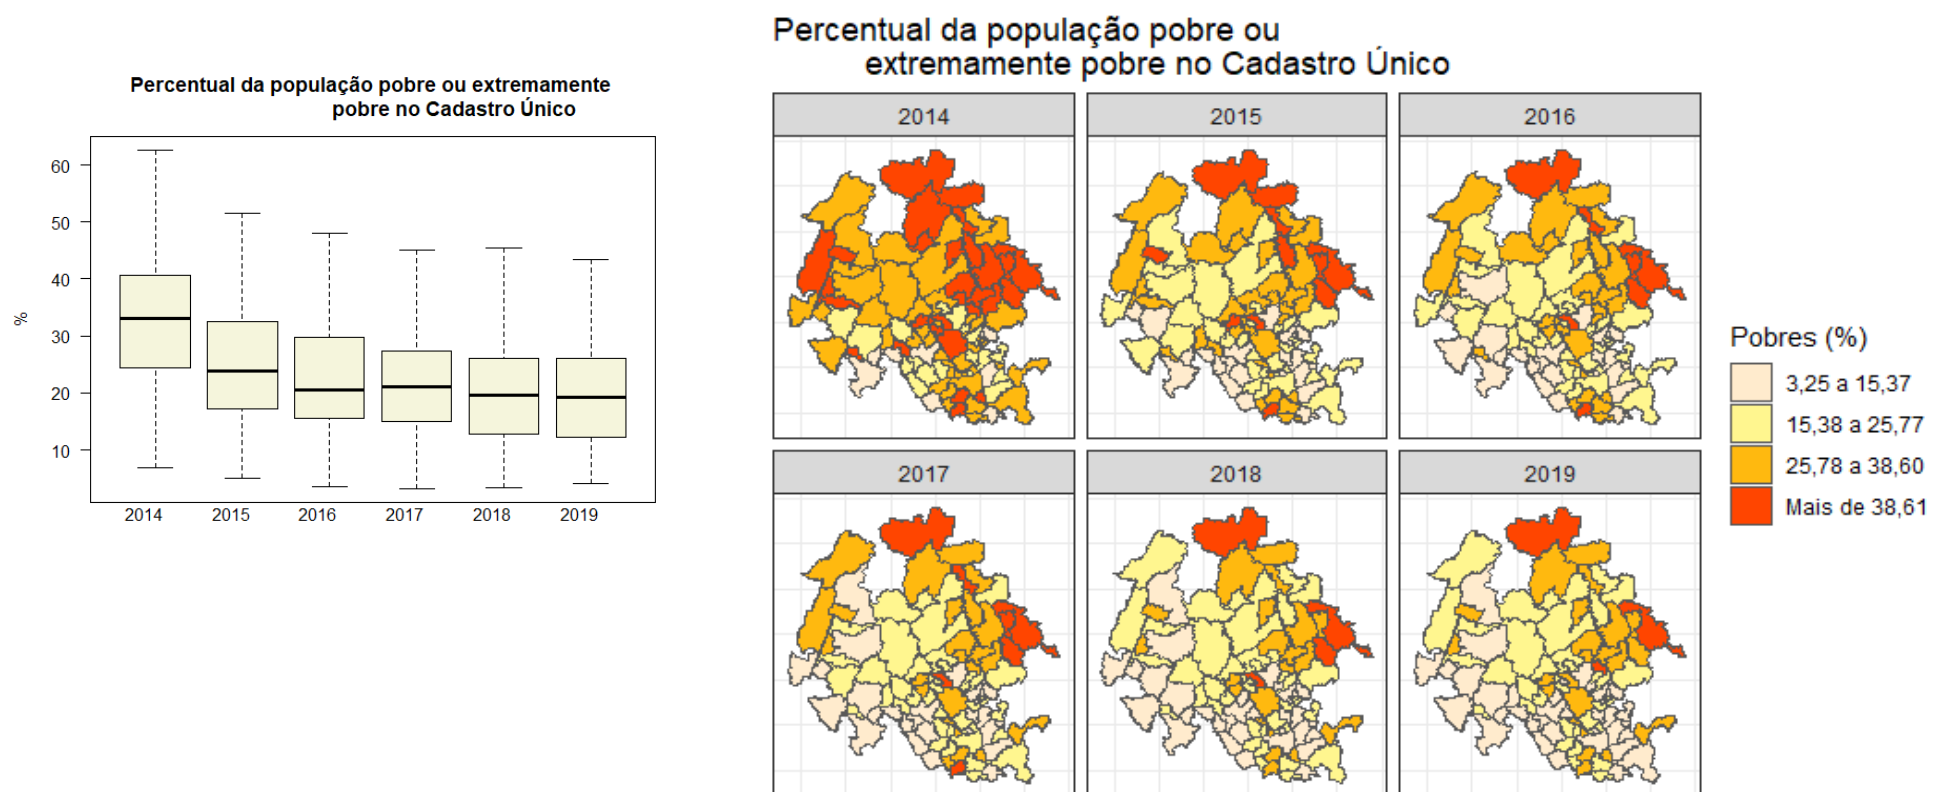 Percentual da população pobre ou extremamente
pobre no Cadastro Único
%
60
50
40
30
20
10
2014 2015 2016 2017 2018 2019
Percentual da população pobre ou
extremamente pobre no Cadastro Único
2014 2015 2016
2017 2018 2019
Pobres (%)
3,25 a 15,37
15,38 a 25,77
25,78 a 38,60
Mais de 38,61